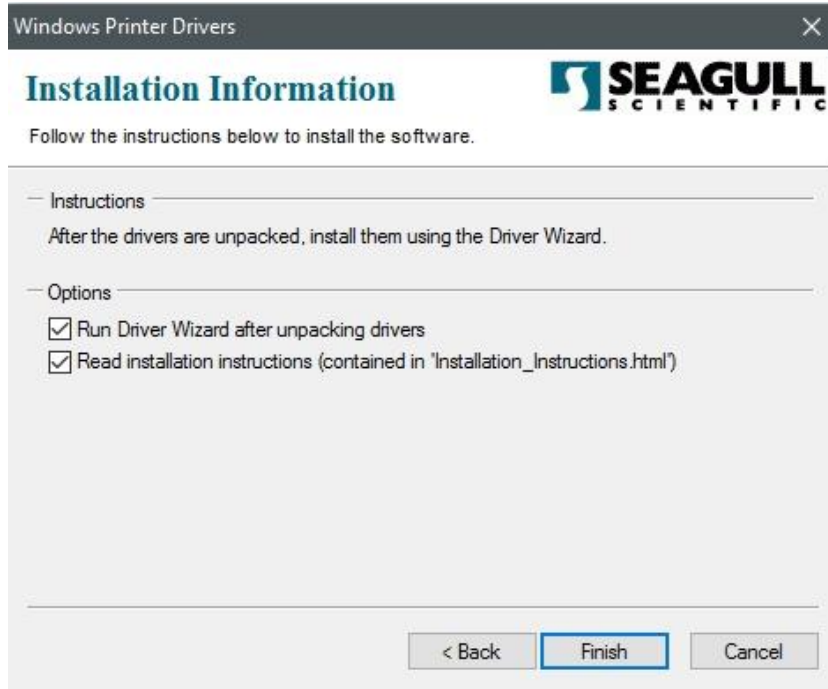 Windows Printer Drivers
Installation Information
SEAGULL
SCIENTIFIC
Follow the instructions below to install the software.
Instructions
After the drivers are unpacked, install them using the Driver Wizard.
Options
Run Driver Wizard after unpacking drivers
Read installation instructions (contained in 'Installation_Instructions.html')
< Back
Finish
Cancel